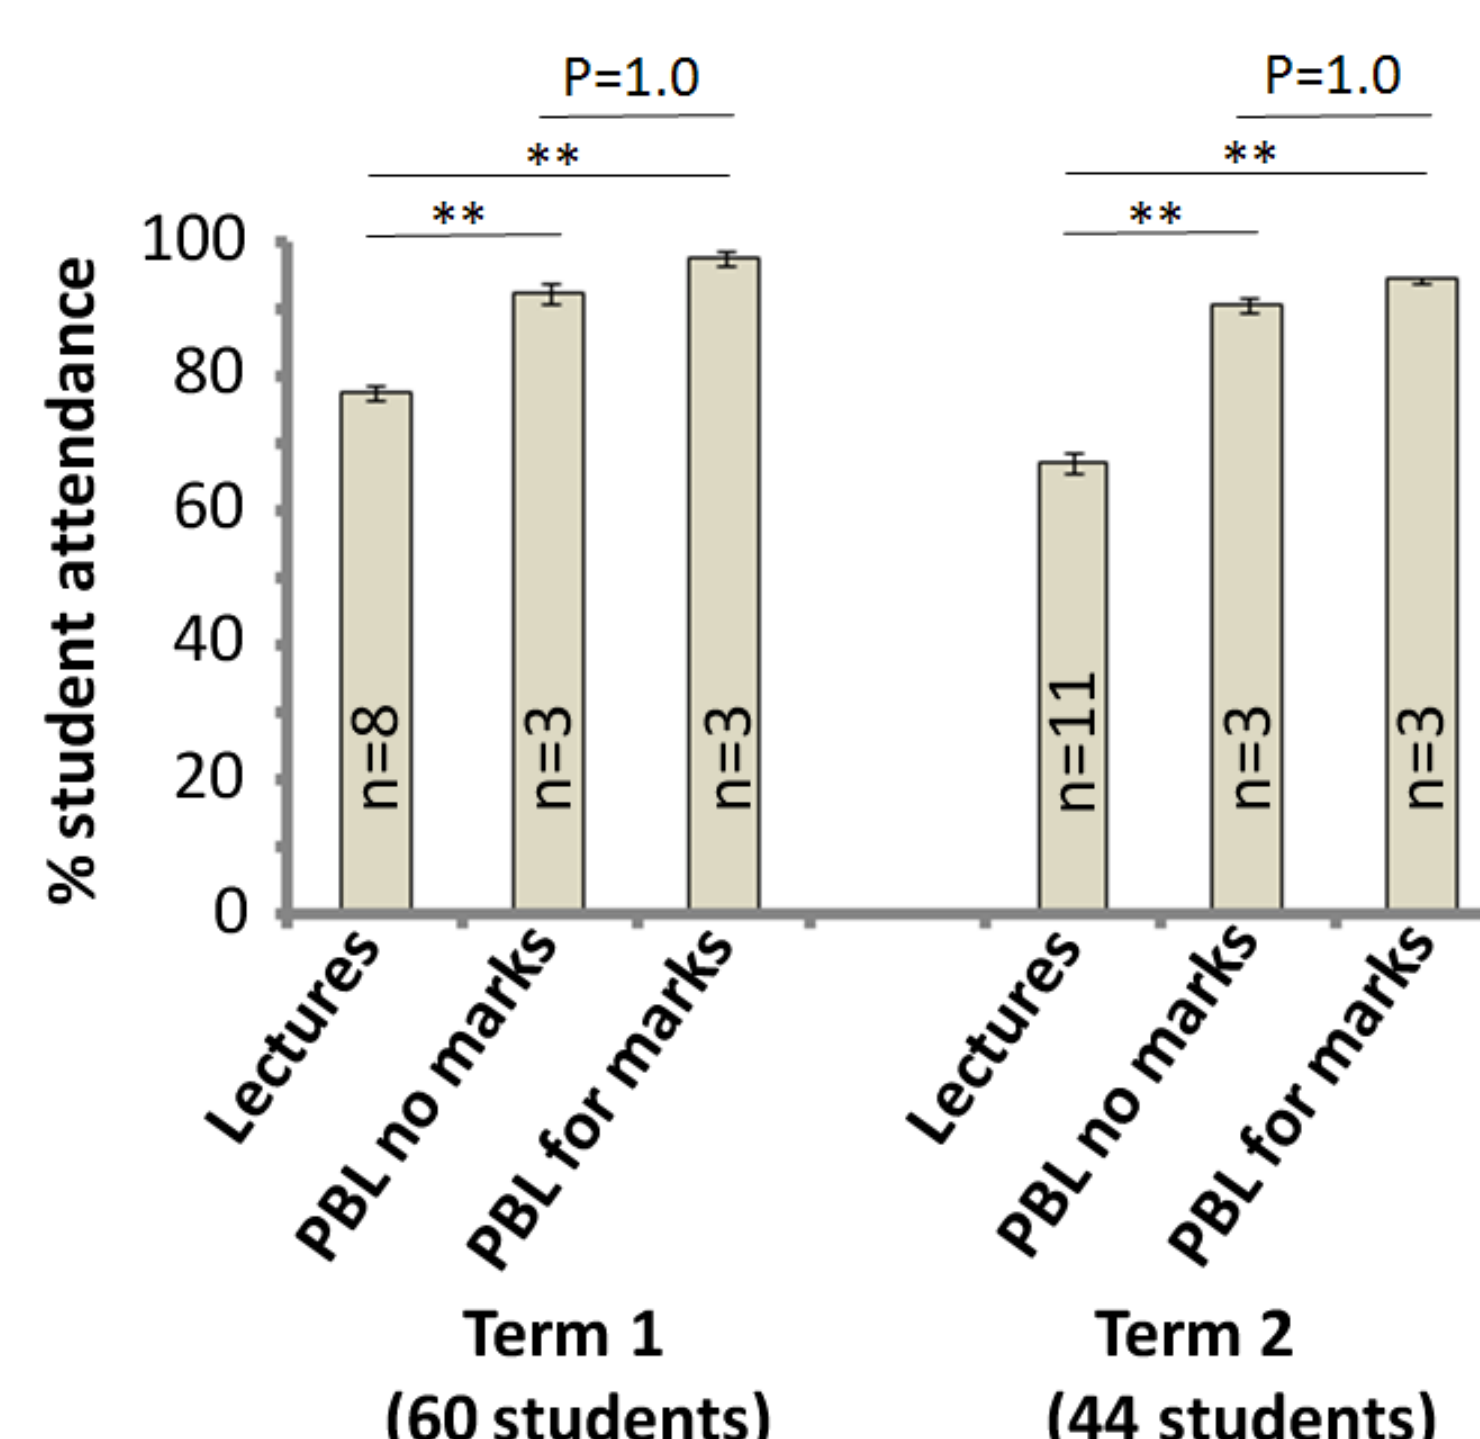 P=1.0
P=1.0
**
**
**
**
% student attendance
100
80
60
40
20
0
n=8
n=3
n=3
n=11
n=3
n=3
Lectures
PBL no marks
PBL for marks
Lectures
PBL no marks
PBL for marks
Term 1
(60 students)
Term 2
(44 students)